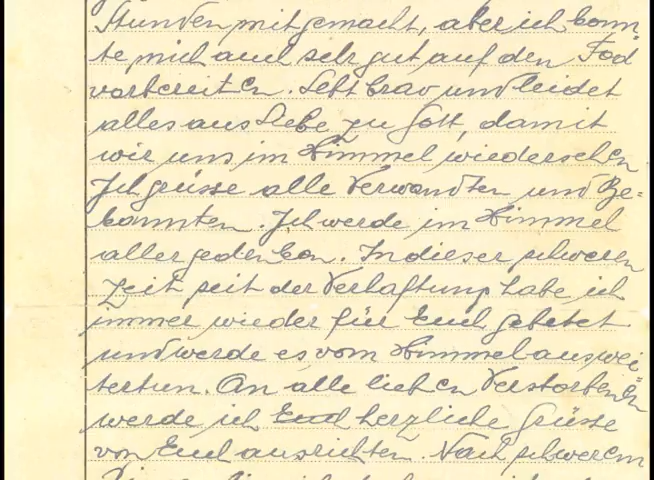 Stunden mitgemacht, aber ich konn
te mich auch sehr gut auf den Tod
vorbereiten. Lebt brav und leidet
alles aus Liebe zu Gott, damit
wir uns im Himmel wiedersehen
Ich grüsse alle Verwandten und Be=
kannten. Ich werde im Himmel
aller gedenken. In dieser schweren
Zeit seit der Verhaftung habe ich
immer wieder für Euch gebetet
und werde es vom Himmel aus wei
tertun. An alle lieben Verstorbenen
werde ich Euch herzliche Grüsse
von Euch ausrichten. Nach schwerem